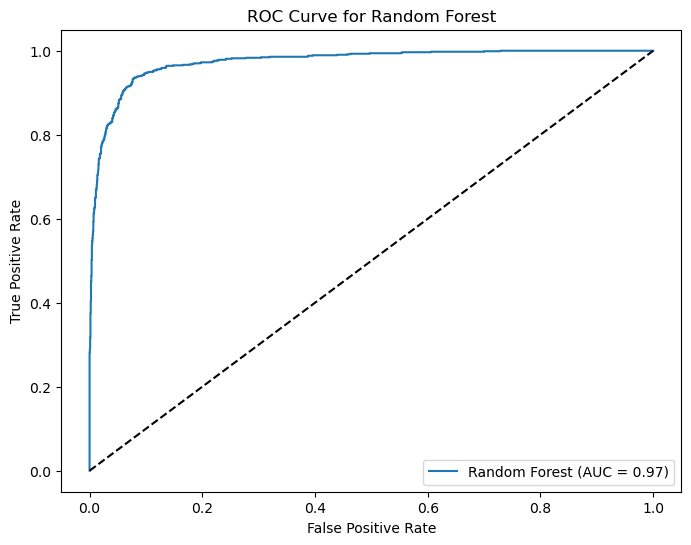 ROC Curve for Random Forest
True Positive Rate
1.0
0.8
0.6
0.4
0.2
0.0
Random Forest (AUC = 0.97)
0.0 0.2 0.4 0.6 0.8 1.0
False Positive Rate